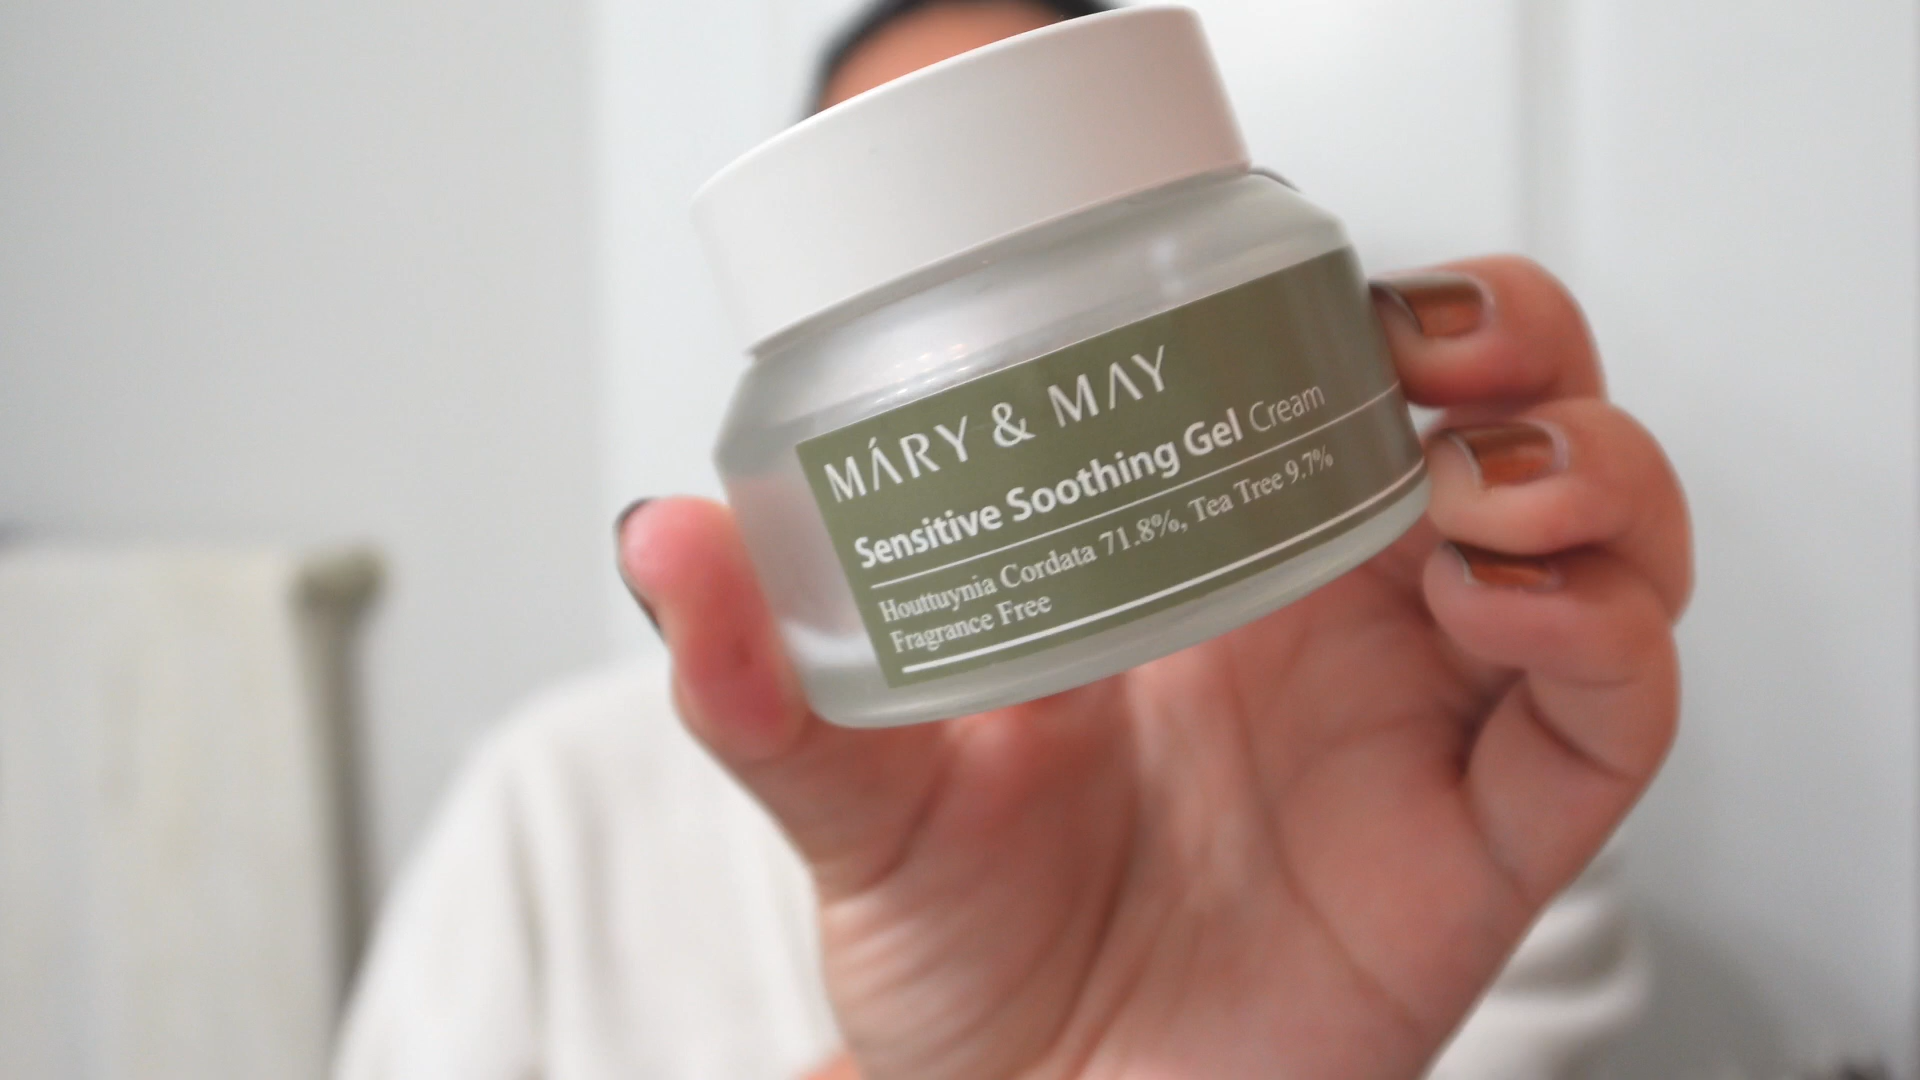 MÁRY & MAY
Sensitive Soothing Gel Cream
Houttuynia Cordata 71.8%, Tea Tree 9.7%
Fragrance Free